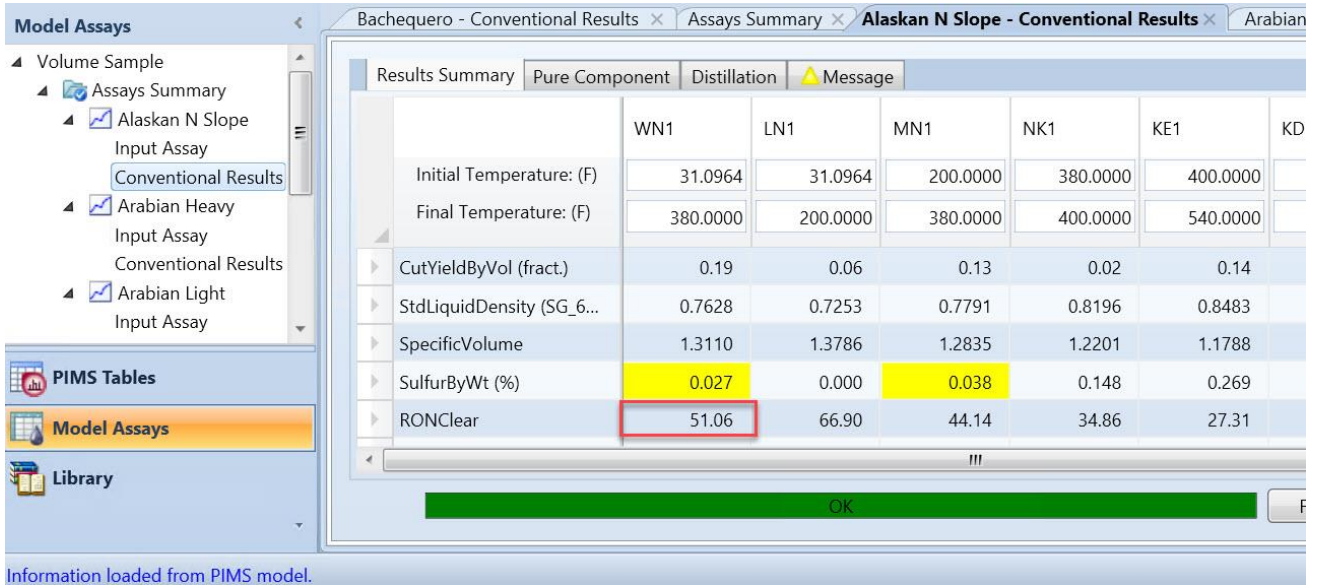 Model Assays
Volume Sample
Assays Summary
Alaskan N Slope
Input Assay
Conventional Results
Arabian Heavy
Input Assay
Conventional Results
Arabian Light
Input Assay
PIMS Tables
Model Assays
Library
Bachequero - Conventional Results Assays Summary Alaskan N Slope - Conventional Results Arabian
Results Summary Pure Component Distillation Message
WN1 LN1 MN1 NK1 KE1 KD
Initial Temperature: (F) 31.0964 31.0964 200.0000 380.0000 400.0000
Final Temperature: (F) 380.0000 200.0000 380.0000 400.0000 540.0000
CutYieldByVol (fract.) 0.19 0.06 0.13 0.02 0.14
StdLiquidDensity (SG_6... 0.7628 0.7253 0.7791 0.8196 0.8483
SpecificVolume 1.3110 1.3786 1.2835 1.2201 1.1788
SulfurByWt (%) 0.027 0.000 0.038 0.148 0.269
RONClear 51.06 66.90 44.14 34.86 27.31
OK
Information loaded from PIMS model.